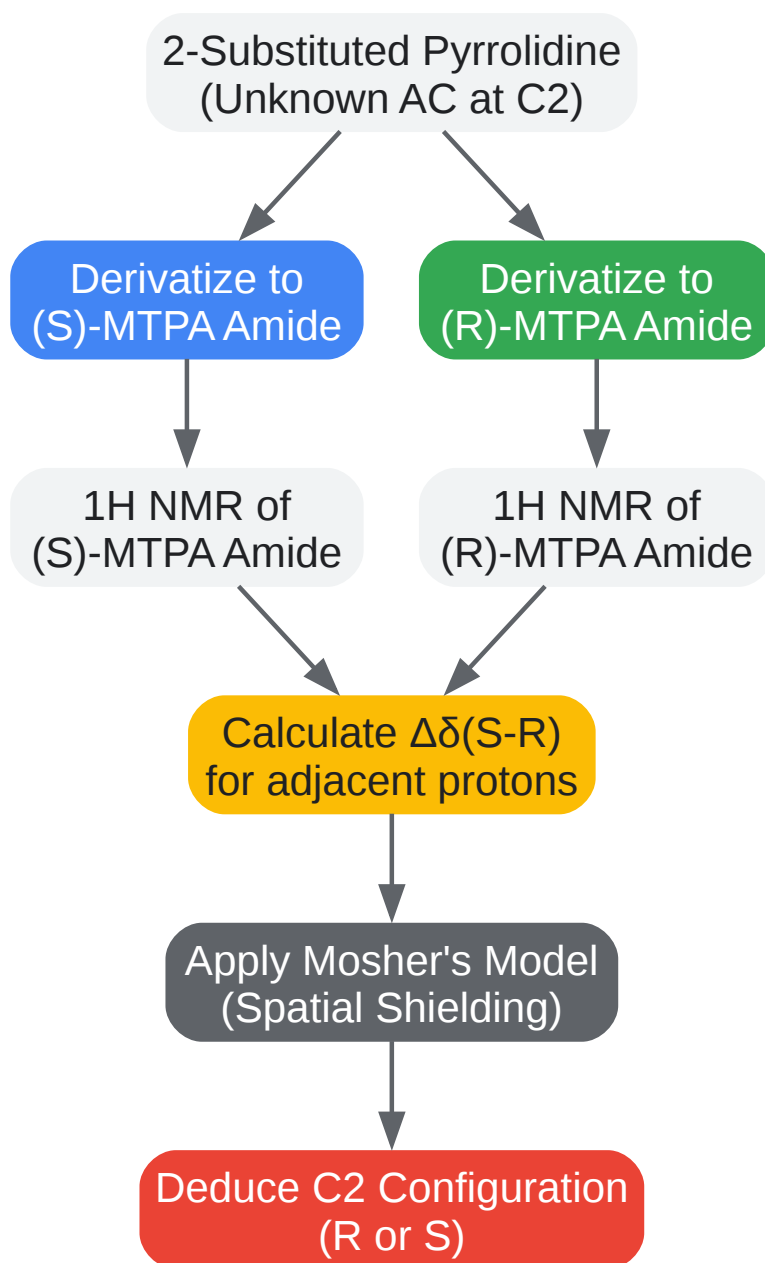 2-Substituted Pyrrolidine
(Unknown AC at C2)
Derivatize to
(S)-MTPA Amide
Derivatize to
(R)-MTPA Amide
1H NMR of
(S)-MTPA Amide
1H NMR of
(R)-MTPA Amide
Calculate Δδ(S-R)
for adjacent protons
Apply Mosher's Model
(Spatial Shielding)
Deduce C2 Configuration
(R or S)